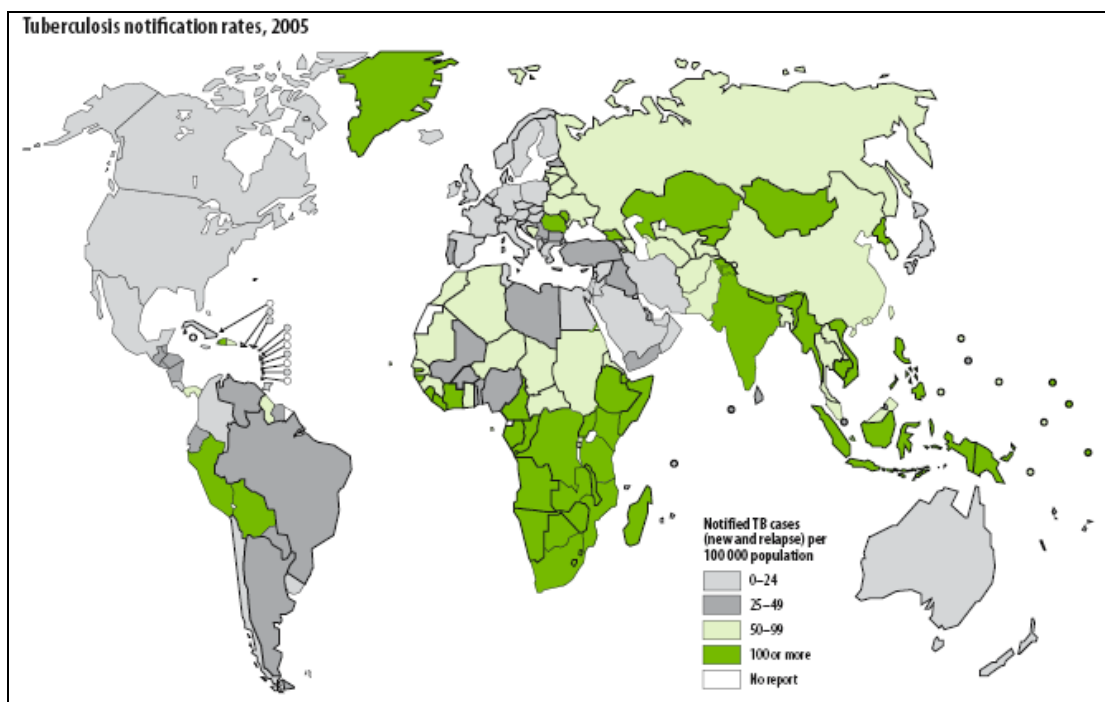 Tuberculosis notification rates, 2005
Notified TB cases
(new and relapse) per
100 000 population
0–24
25–49
50–99
100 or more
No report